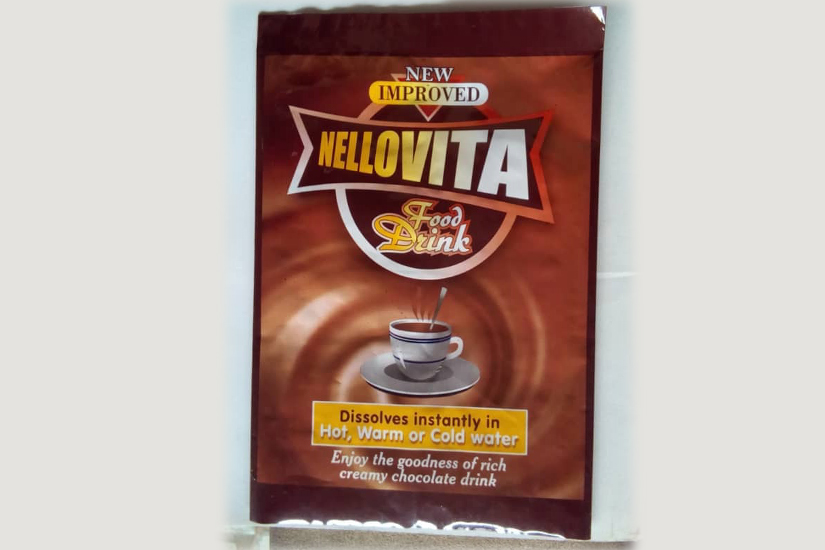 NEW
IMPROVED
NELLOVITA
Food
Drink
Dissolves instantly in
Hot, Warm or Cold water
Enjoy the goodness of rich
creamy chocolate drink